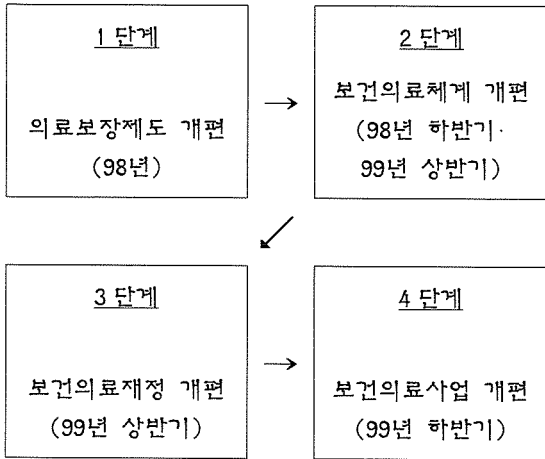 1 단계
의료보장제도 개편
(98년)
→
2 단계
보건의료체계 개편
(98년 하반기·
99년 상반기)
3 단계
보건의료재정 개편
(99년 상반기)
→
4 단계
보건의료사업 개편
(99년 하반기)